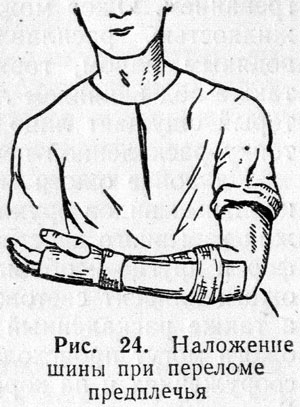 Рис. 24. Наложение
шины при переломе
предплечья